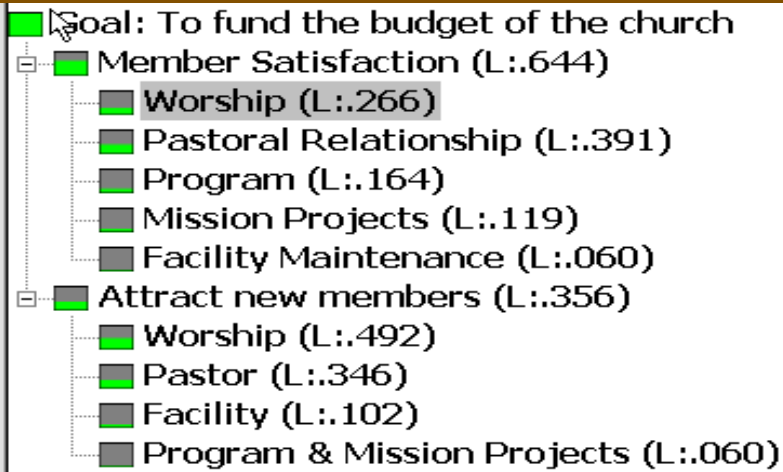 Goal: To fund the budget of the church
Member Satisfaction (L:.644)
Worship (L:.266)
Pastoral Relationship (L:.391)
Program (L:.164)
Mission Projects (L:.119)
Facility Maintenance (L:.060)
Attract new members (L:.356)
Worship (L:.492)
Pastor (L:.346)
Facility (L:.102)
Program & Mission Projects (L:.060)